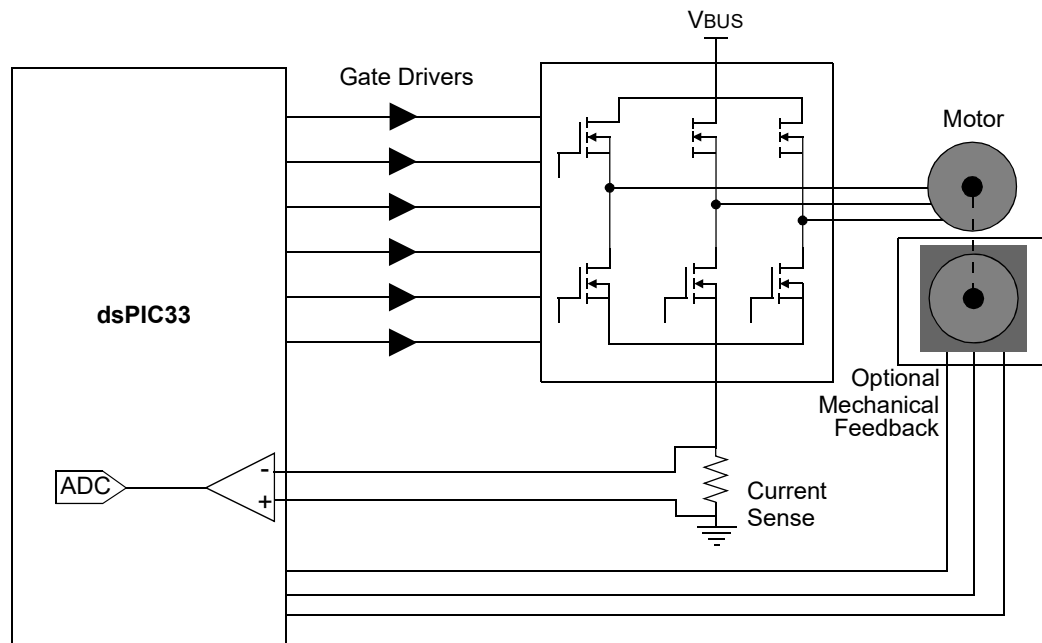 VBUS
Gate Drivers
Motor
dsPIC33
Optional
Mechanical
Feedback
ADC
-
+
Current
Sense